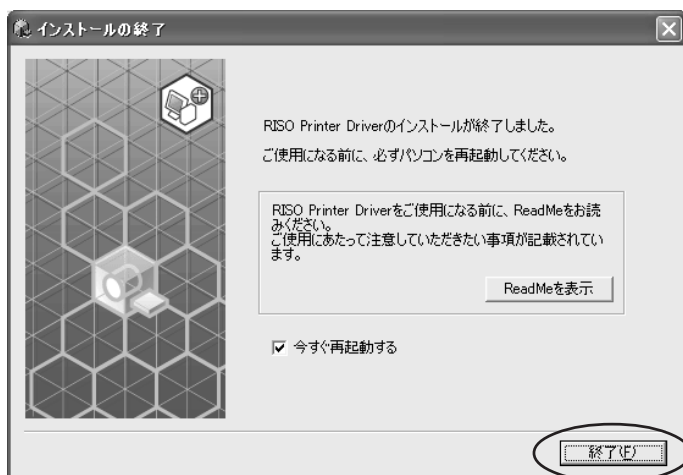 インストールの終了
RISO Printer Driverのインストールが終了しました。
ご使用になる前に、必ずパソコンを再起動してください。
RISO Printer Driverをご使用になる前に、ReadMeをお読
みください。
ご使用にあたって注意していただきたい事項が記載されてい
ます。
ReadMeを表示
今すぐ再起動する
終了(F)